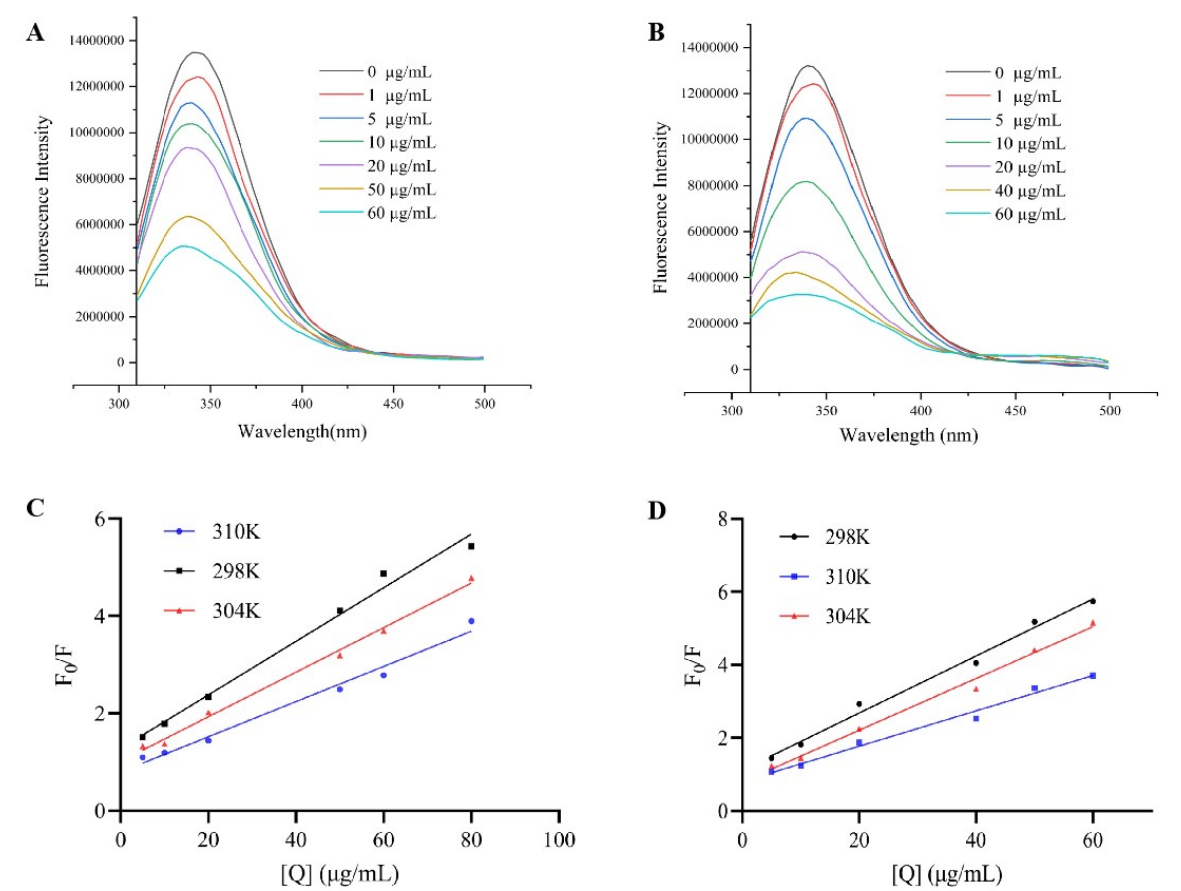 A
14000000
12000000
10000000
8000000
6000000
4000000
2000000
0
Fluorescence Intensity
300
350
400
450
500
Wavelength(nm)
0 μg/mL
1 μg/mL
5 μg/mL
10 μg/mL
20 μg/mL
50 μg/mL
60 μg/mL
B
14000000
12000000
10000000
8000000
6000000
4000000
2000000
0
Fluorescence Intensity
300
350
400
450
500
Wavelength (nm)
0 μg/mL
1 μg/mL
5 μg/mL
10 μg/mL
20 μg/mL
40 μg/mL
60 μg/mL
C
6
4
2
0
F₀/F
0
20
40
60
80
100
[Q] (μg/mL)
310K
298K
304K
D
8
6
4
2
0
F₀/F
0
20
40
60
[Q] (μg/mL)
298K
310K
304K